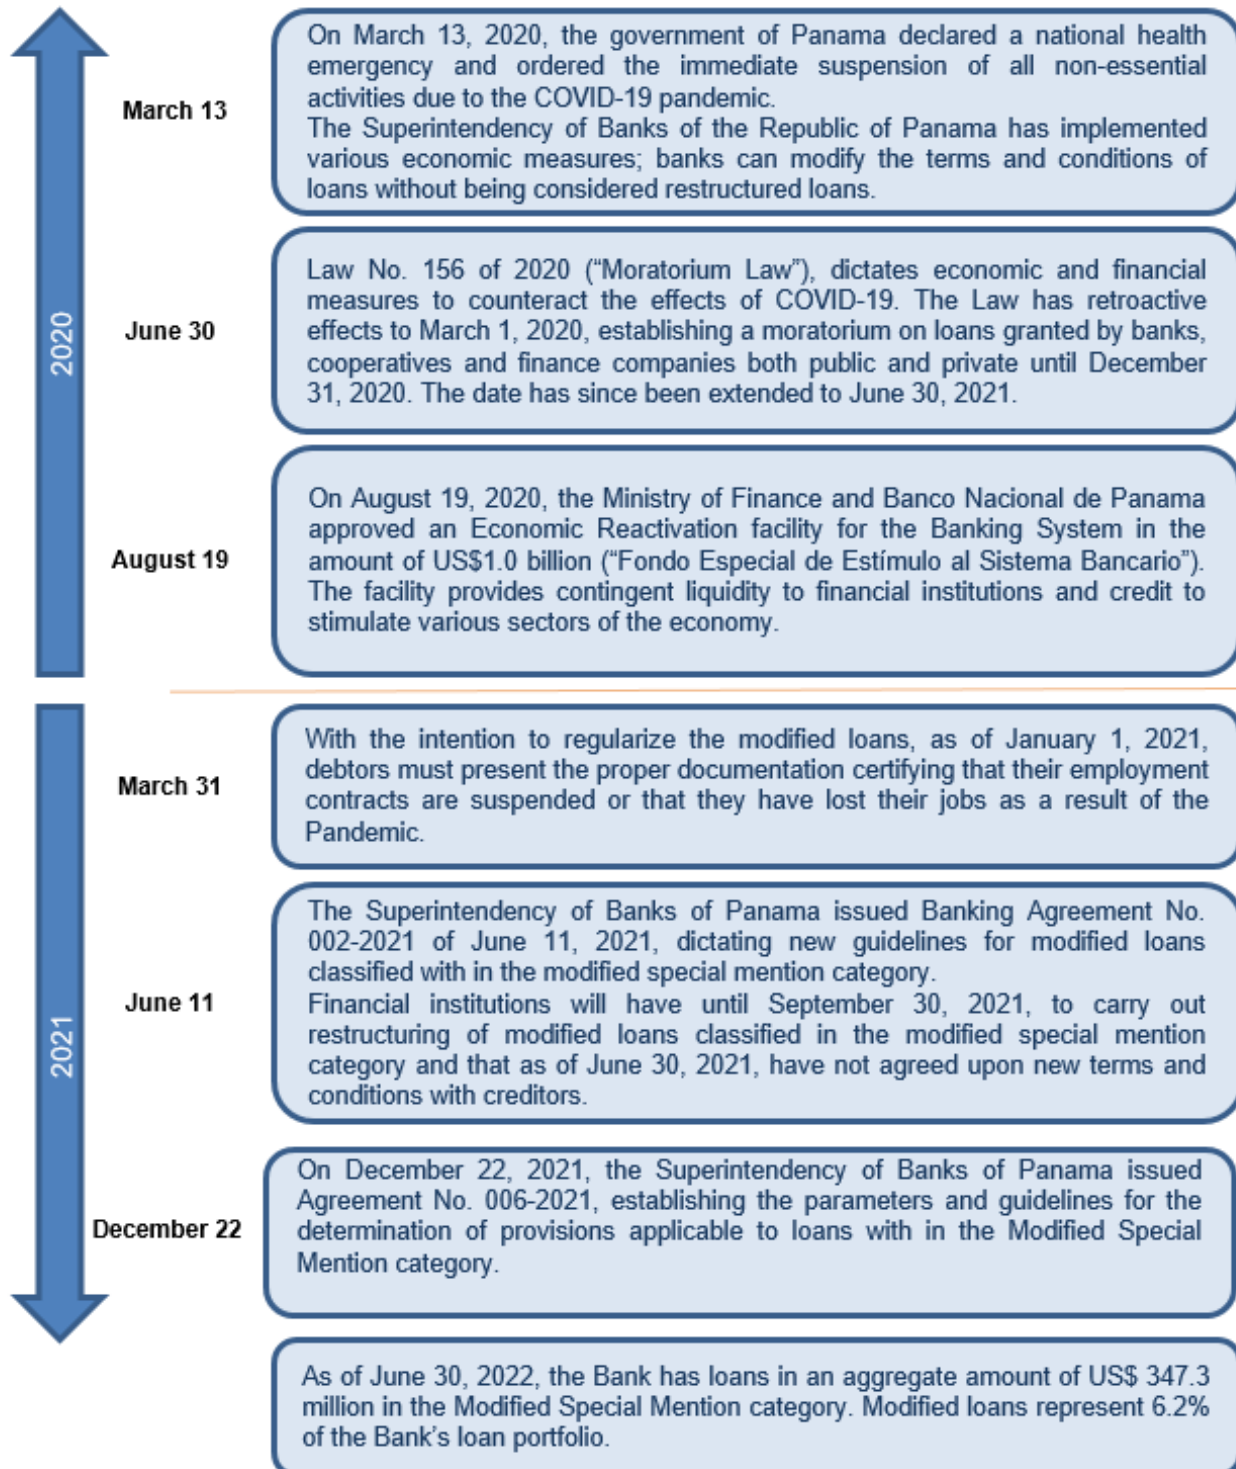 2020
March 13
On March 13, 2020, the government of Panama declared a national health
emergency and ordered the immediate suspension of all non-essential
activities due to the COVID-19 pandemic.
The Superintendency of Banks of the Republic of Panama has implemented
various economic measures; banks can modify the terms and conditions of
loans without being considered restructured loans.
June 30
Law No. 156 of 2020 (“Moratorium Law”), dictates economic and financial
measures to counteract the effects of COVID-19. The Law has retroactive
effects to March 1, 2020, establishing a moratorium on loans granted by banks,
cooperatives and finance companies both public and private until December
31, 2020. The date has since been extended to June 30, 2021.
August 19
On August 19, 2020, the Ministry of Finance and Banco Nacional de Panama
approved an Economic Reactivation facility for the Banking System in the
amount of US$1.0 billion (“Fondo Especial de Estímulo al Sistema Bancario”).
The facility provides contingent liquidity to financial institutions and credit to
stimulate various sectors of the economy.
2021
March 31
With the intention to regularize the modified loans, as of January 1, 2021,
debtors must present the proper documentation certifying that their employment
contracts are suspended or that they have lost their jobs as a result of the
Pandemic.
June 11
The Superintendency of Banks of Panama issued Banking Agreement No.
002-2021 of June 11, 2021, dictating new guidelines for modified loans
classified with in the modified special mention category.
Financial institutions will have until September 30, 2021, to carry out
restructuring of modified loans classified in the modified special mention
category and that as of June 30, 2021, have not agreed upon new terms and
conditions with creditors.
December 22
On December 22, 2021, the Superintendency of Banks of Panama issued
Agreement No. 006-2021, establishing the parameters and guidelines for the
determination of provisions applicable to loans with in the Modified Special
Mention category.
As of June 30, 2022, the Bank has loans in an aggregate amount of US$ 347.3
million in the Modified Special Mention category. Modified loans represent 6.2%
of the Bank’s loan portfolio.